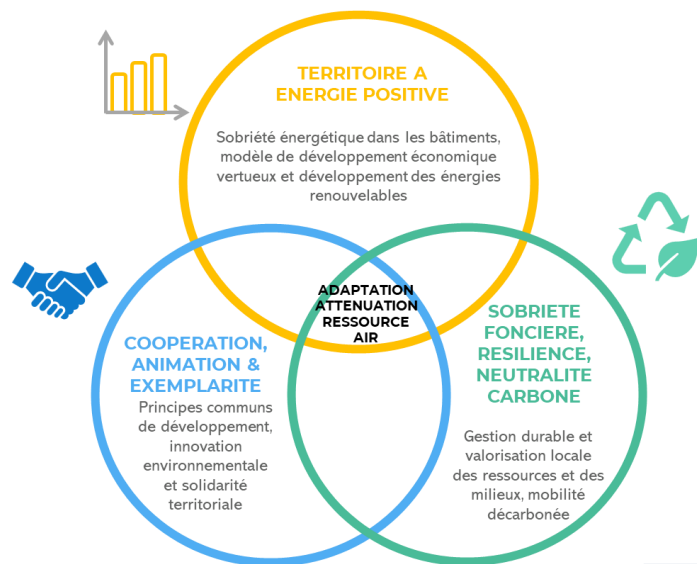 TERRITOIRE A
ENERGIE POSITIVE
Sobriété énergétique dans les bâtiments,
modèle de développement économique
vertueux et développement des énergies
renouvelables
ADAPTATION
ATTENUATION
RESSOURCE
AIR
COOPERATION,
ANIMATION &
EXEMPLARITE
Principes communs
de développement,
innovation
environnementale
et solidarité
territoriale
SOBRIETE
FONCIERE,
RESILIENCE,
NEUTRALITE
CARBONE
Gestion durable et
valorisation locale
des ressources et des
milieux, mobilité
décarbonée